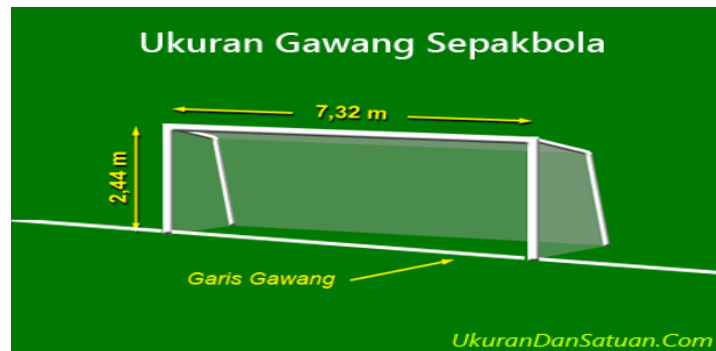 Ukuran Gawang Sepakbola
7,32 m
2,44 m
Garis Gawang
UkuranDanSatuan.Com